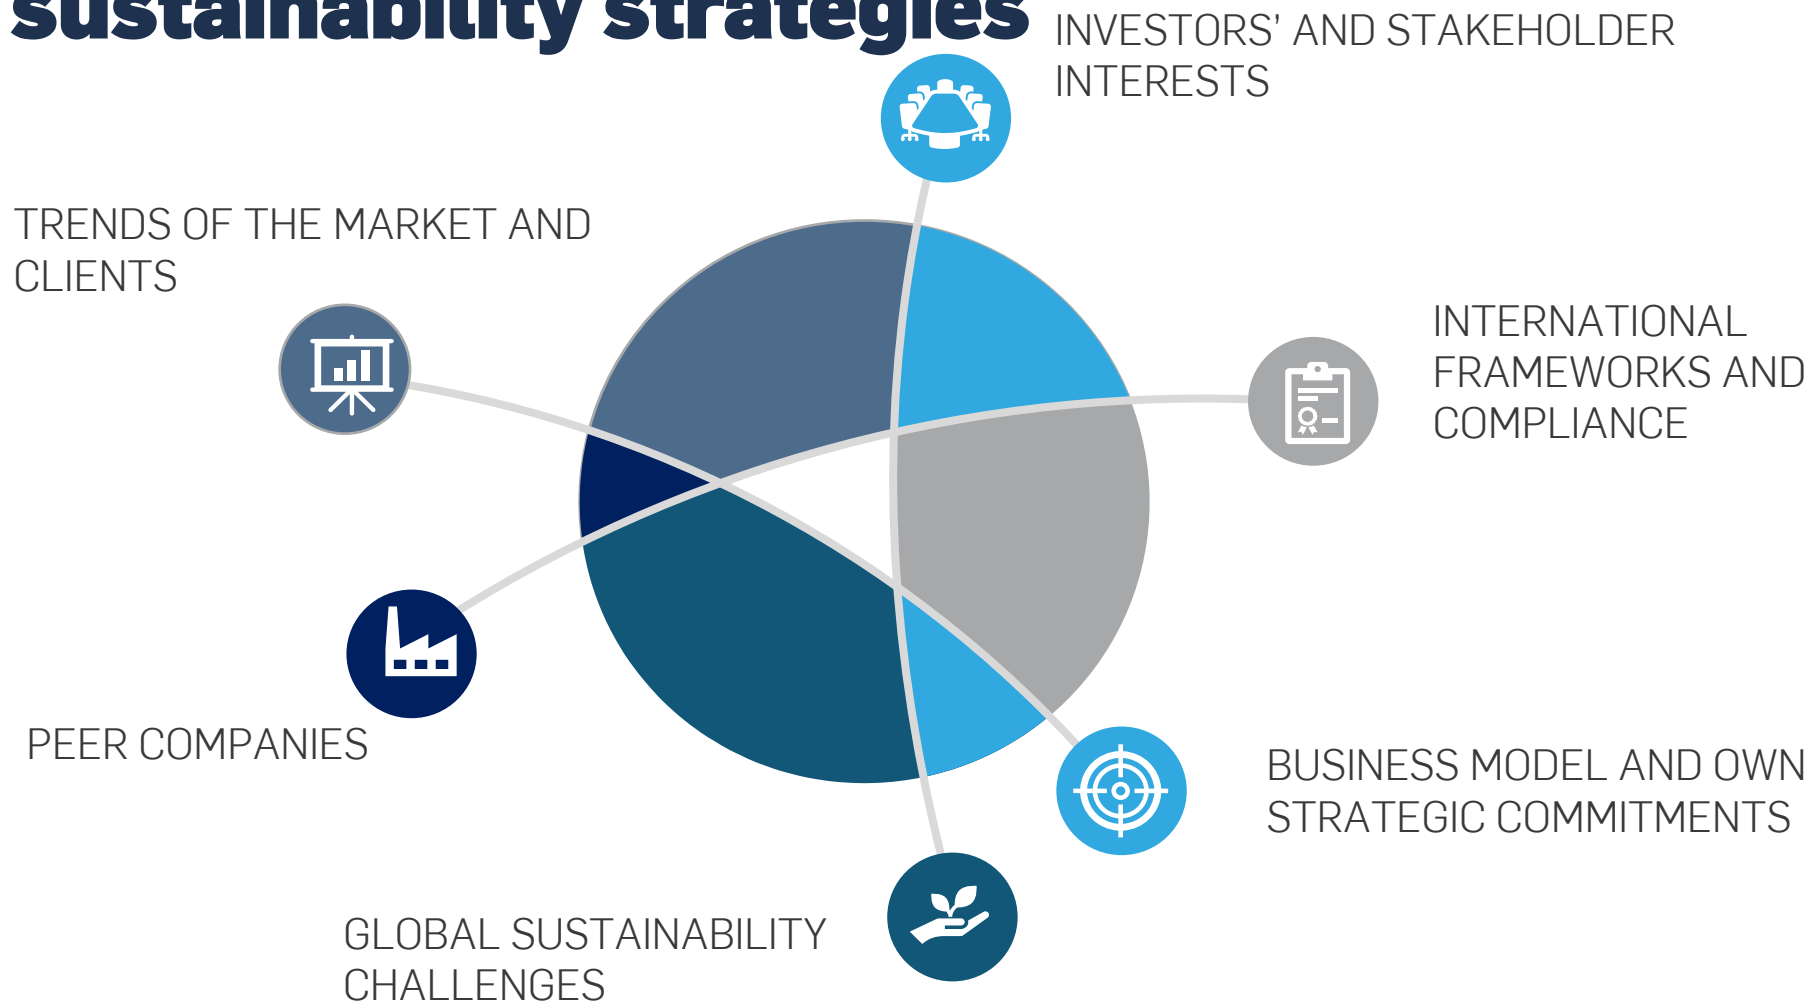 sustainability strategies
INVESTORS’ AND STAKEHOLDER
INTERESTS
TRENDS OF THE MARKET AND
CLIENTS
INTERNATIONAL
FRAMEWORKS AND
COMPLIANCE
PEER COMPANIES
BUSINESS MODEL AND OWN
STRATEGIC COMMITMENTS
GLOBAL SUSTAINABILITY
CHALLENGES